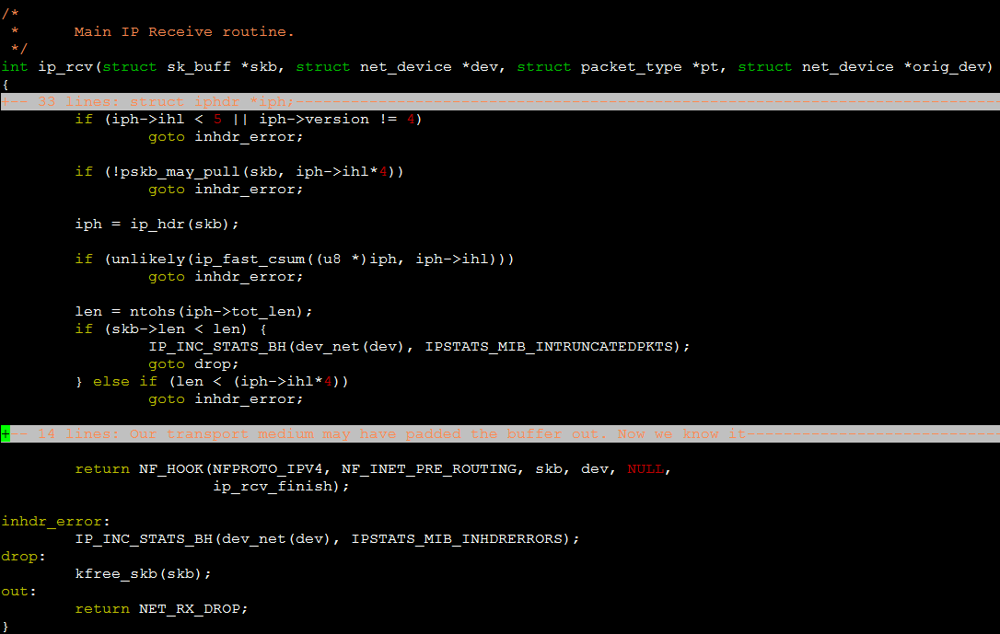 /*
 *      Main IP Receive routine.
 */
int ip_rcv(struct sk_buff *skb, struct net_device *dev, struct packet_type *pt, struct net_device *orig_dev)
{
+-- 33 lines: struct iphdr *iph;-----------------------------------------------------------------------------
        if (iph->ihl < 5 || iph->version != 4)
                goto inhdr_error;

        if (!pskb_may_pull(skb, iph->ihl*4))
                goto inhdr_error;

        iph = ip_hdr(skb);

        if (unlikely(ip_fast_csum((u8 *)iph, iph->ihl)))
                goto inhdr_error;

        len = ntohs(iph->tot_len);
        if (skb->len < len) {
                IP_INC_STATS_BH(dev_net(dev), IPSTATS_MIB_INTRUNCATEDPKTS);
                goto drop;
        } else if (len < (iph->ihl*4))
                goto inhdr_error;

+-- 14 lines: Our transport medium may have padded the buffer out. Now we know it----------------------------

        return NF_HOOK(NFPROTO_IPV4, NF_INET_PRE_ROUTING, skb, dev, NULL,
                       ip_rcv_finish);

inhdr_error:
        IP_INC_STATS_BH(dev_net(dev), IPSTATS_MIB_INHDRERRORS);
drop:
        kfree_skb(skb);
out:
        return NET_RX_DROP;
}